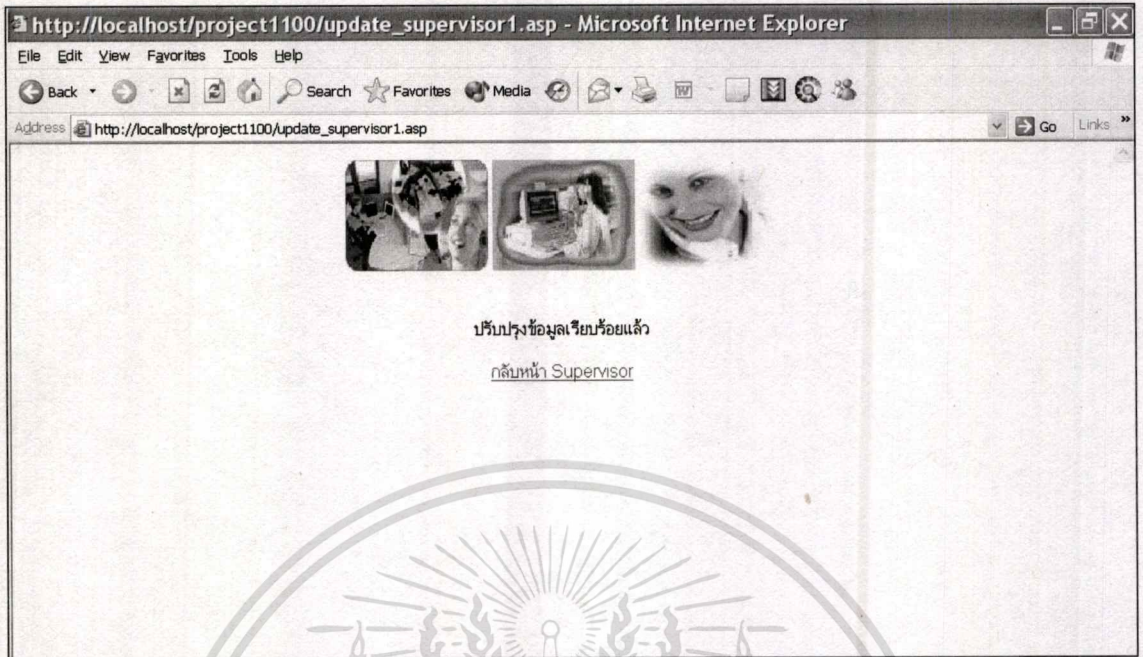 http://localhost/project1100/update_supervisor1.asp - Microsoft Internet Explorer
File Edit View Favorites Tools Help
Back Search Favorites Media
Address http://localhost/project1100/update_supervisor1.asp Go Links »
ปรับปรุงข้อมูลเรียบร้อยแล้ว
กลับหน้า Supervisor